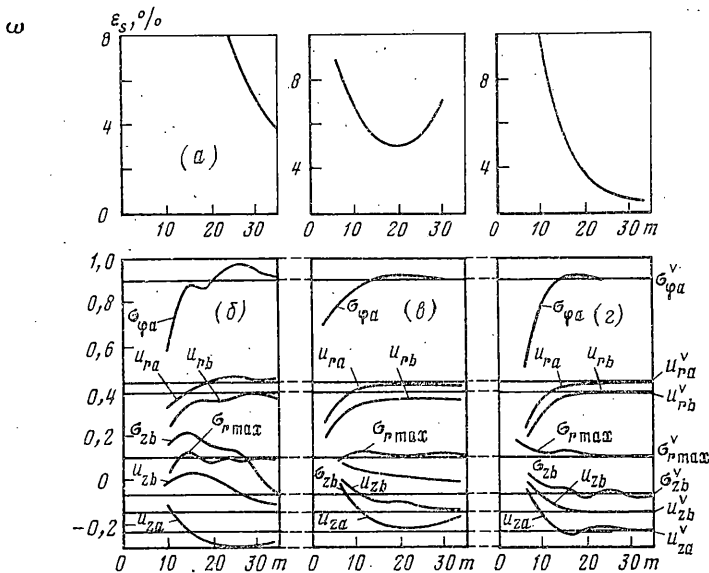 ω
ε_s, %
8
4
0
(а)
10 20 30 m
8
4
0 10 20 30 m
8
4
0 10 20 30 m
1,0
0,8
0,6
0,4
0,2
0
−0,2
σ_φa
(б)
u_ra
u_rb
σ_zb
σ_r max
u_zb
u_za
0 10 20 30 m
σ_φa
(в)
u_ra
u_rb
σ_r max
σ_zb
u_zb
u_za
0 10 20 30 m
σ_φa (г)
u_ra
u_rb
σ_r max
σ_zb
u_zb
u_za
0 10 20 30 m
σ^v_φa
u^v_ra
u^v_rb
σ^v_r max
σ^v_zb
u^v_zb
u^v_za